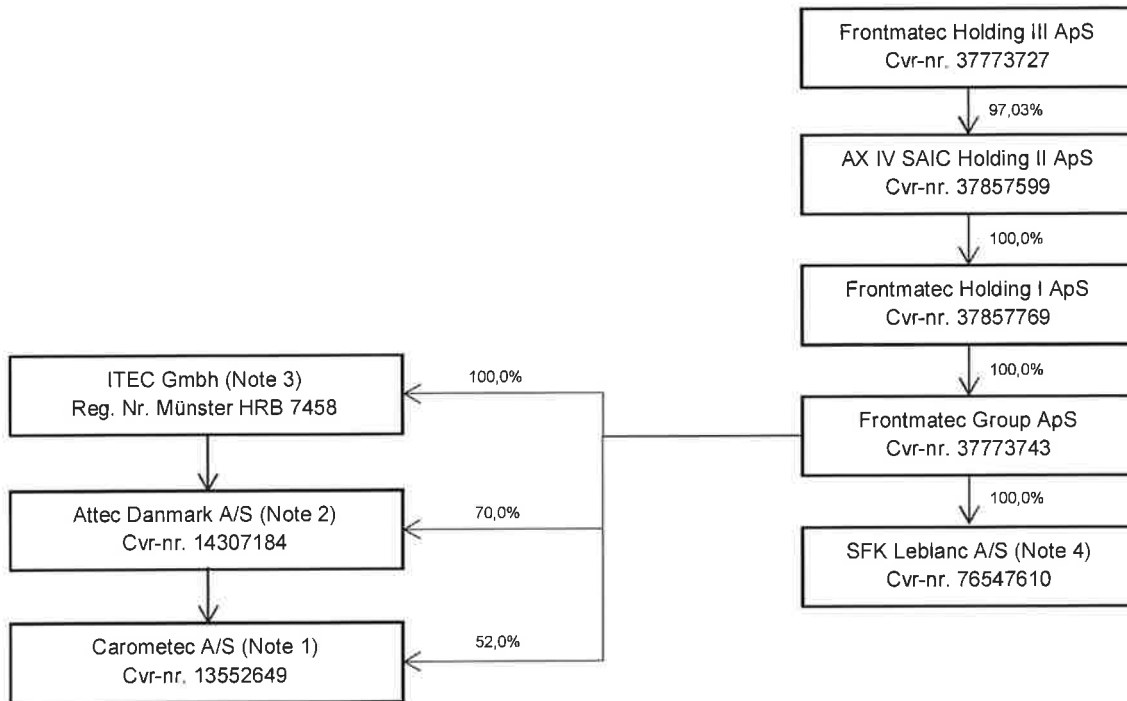 Frontmatec Holding III ApS
Cvr-nr. 37773727
97,03%
AX IV SAIC Holding II ApS
Cvr-nr. 37857599
100,0%
Frontmatec Holding I ApS
Cvr-nr. 37857769
100,0%
ITEC Gmbh (Note 3)
Reg. Nr. Münster HRB 7458
100,0%
Frontmatec Group ApS
Cvr-nr. 37773743
100,0%
Attec Danmark A/S (Note 2)
Cvr-nr. 14307184
70,0%
SFK Leblanc A/S (Note 4)
Cvr-nr. 76547610
Carometec A/S (Note 1)
Cvr-nr. 13552649
52,0%